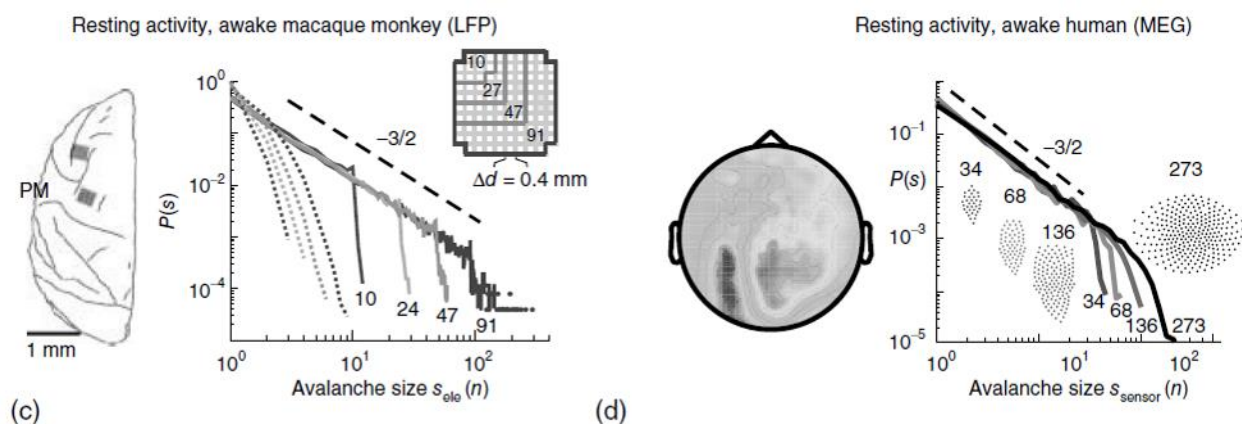 Resting activity, awake macaque monkey (LFP)
10⁰
10⁻²
10⁻⁴
P(s)
10⁰
10¹
10²
Avalanche size s_ele (n)
−3/2
10
27
47
91
Δd = 0.4 mm
10
24
47
91
PM
1 mm
(c)
Resting activity, awake human (MEG)
10⁻¹
P(s)
10⁻³
10⁻⁵
10⁰
10¹
10²
Avalanche size s_sensor (n)
−3/2
34
68
136
273
34
68
136
273
(d)